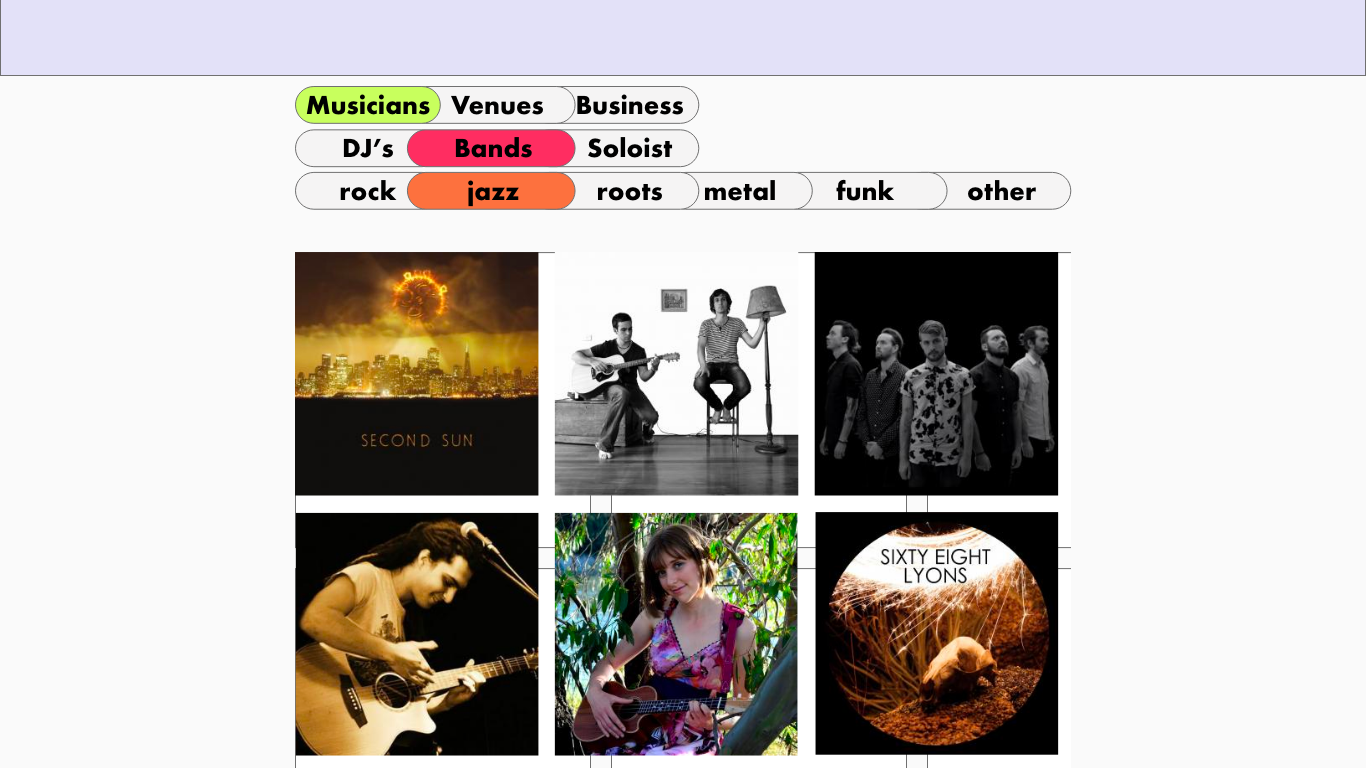 Musicians Venues Business
DJ’s Bands Soloist
rock jazz roots metal funk other
SECOND SUN
SIXTY EIGHT
LYONS